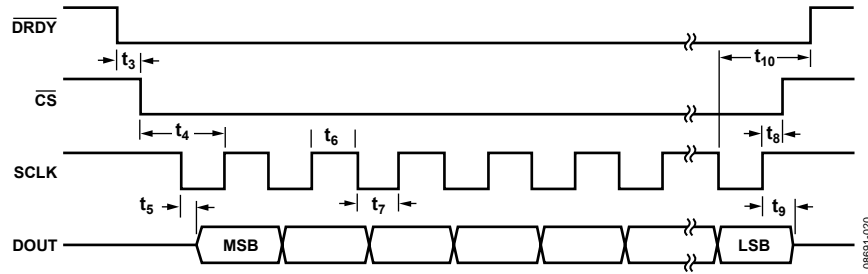 DRDY
t3
t10
CS
t4
t6
t8
SCLK
t5
t7
t9
DOUT
MSB
LSB
08691-020